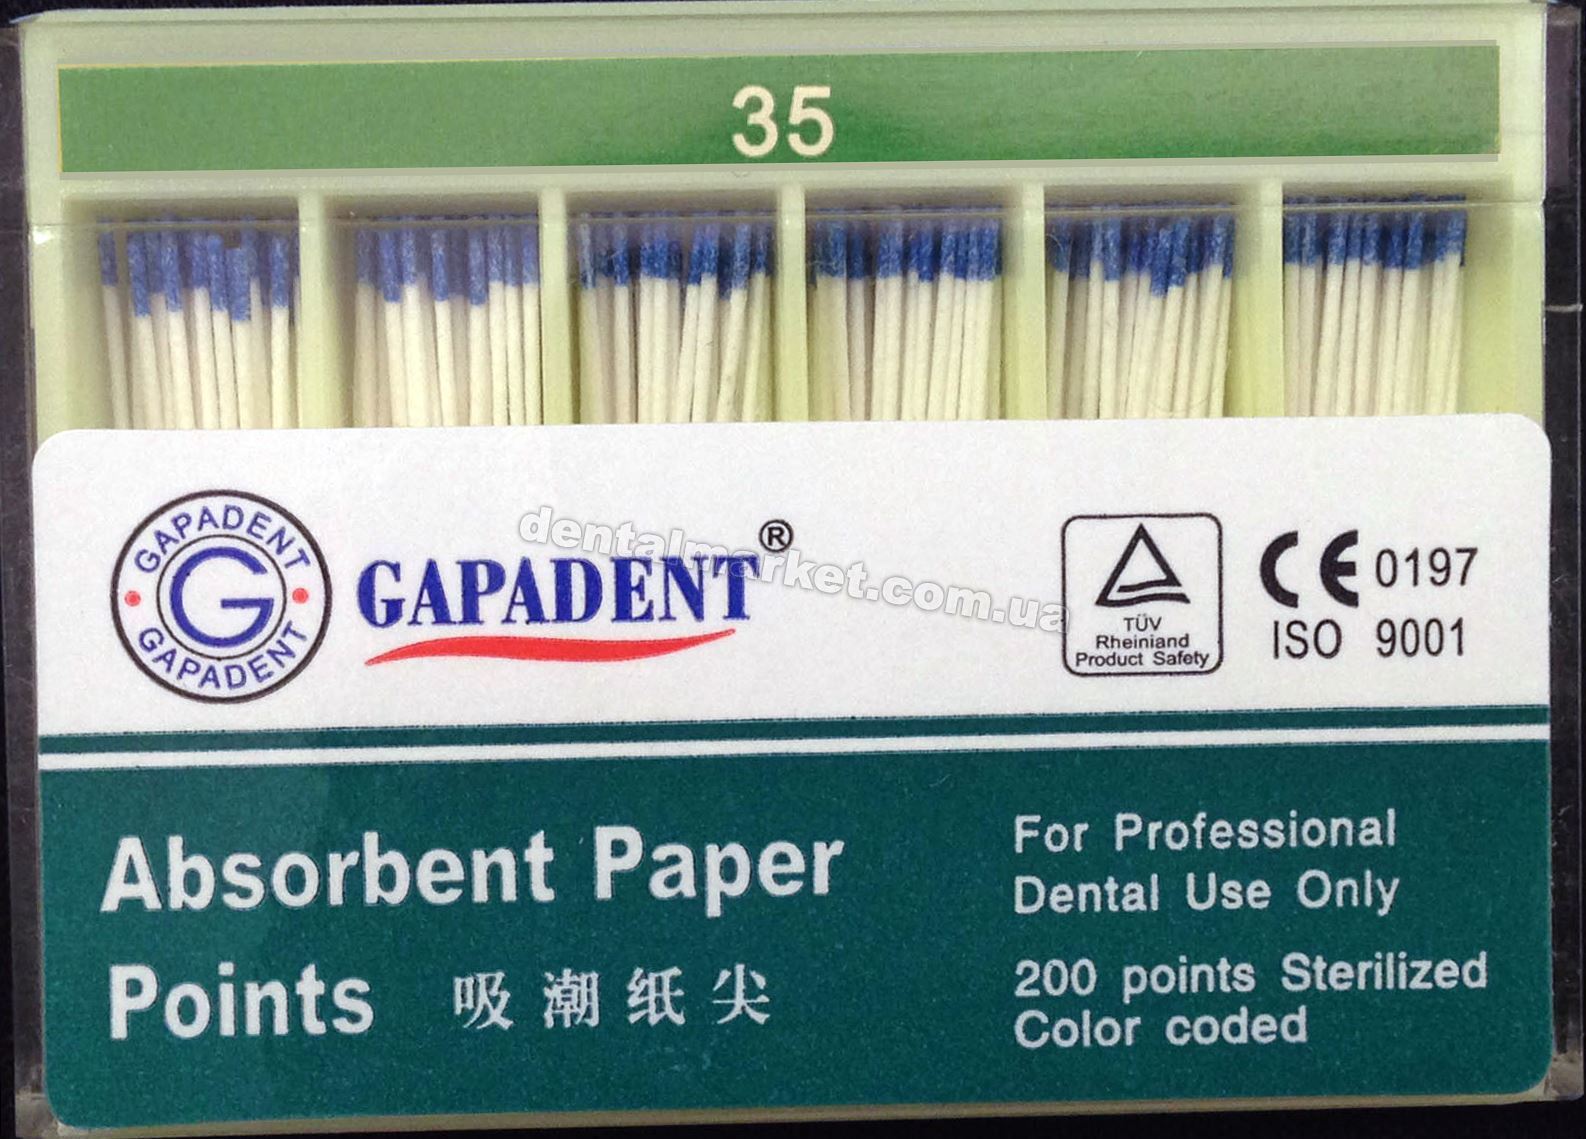 35
GAPADENT
G
GAPADENT
GAPADENT®
dentalmarket.com.ua
TÜV
Rheiniand
Product Safety
CE 0197
ISO 9001
Absorbent Paper
Points 吸潮纸尖
For Professional
Dental Use Only
200 points Sterilized
Color coded